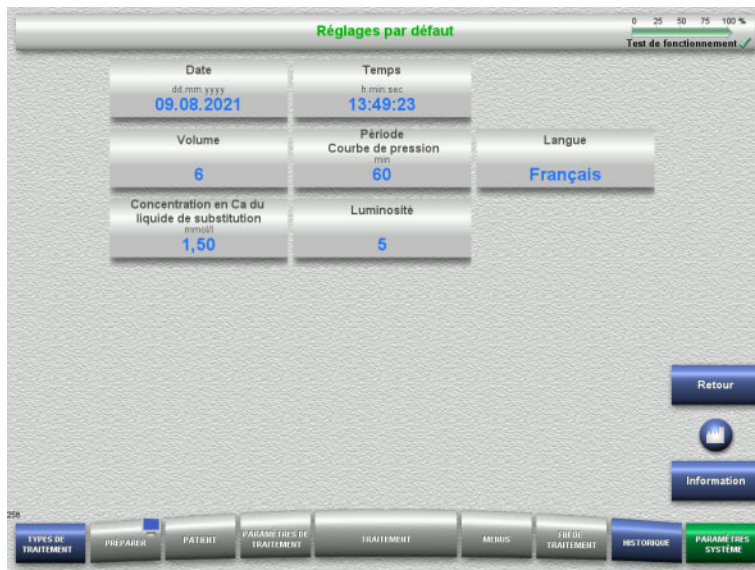 Réglages par défaut
0 25 50 75 100 %
Test de fonctionnement
Date
dd.mm.yyyy
09.08.2021
Temps
h:min:sec
13:49:23
Volume
6
Période
Courbe de pression
min
60
Langue
Français
Concentration en Ca du
liquide de substitution
mmol/l
1,50
Luminosité
5
Retour
Information
258
TYPES DE
TRAITEMENT
PRÉPARER
PATIENT
PARAMÈTRES DE
TRAITEMENT
TRAITEMENT
MENUS
FIN DE
TRAITEMENT
HISTORIQUE
PARAMÈTRES
SYSTÈME